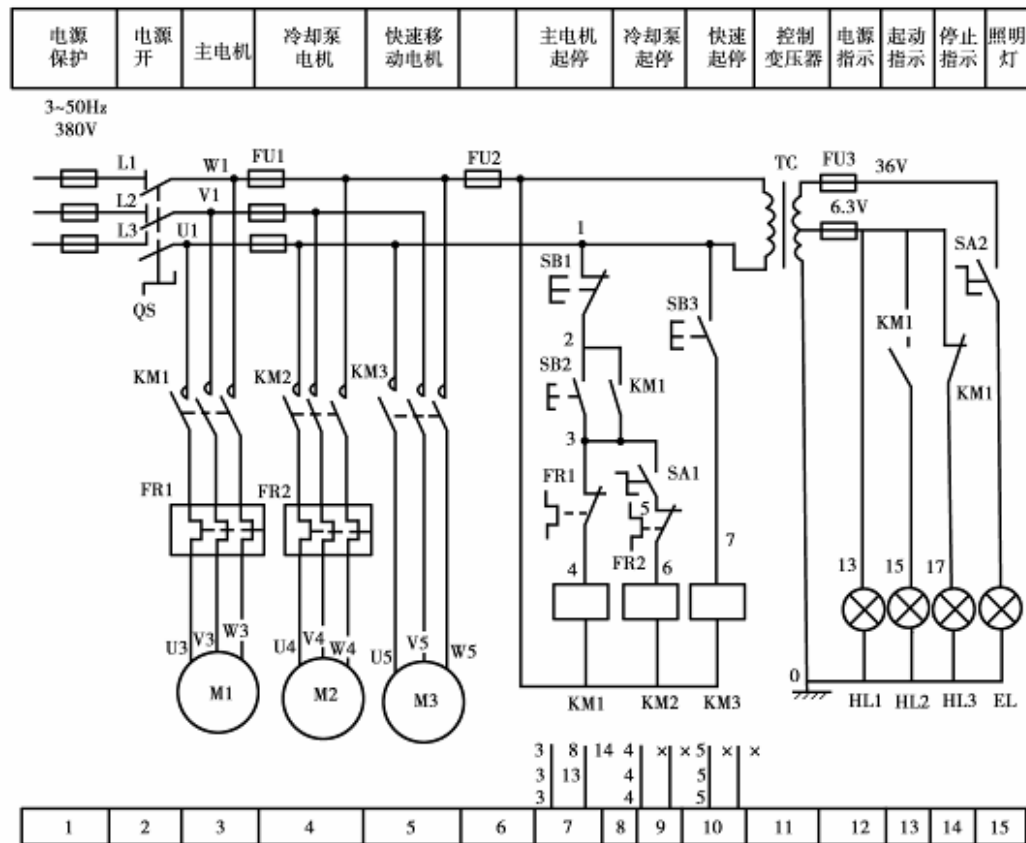 电源保护 电源开 主电机 冷却泵电机 快速移动电机 主电机起停 冷却泵起停 快速起停 控制变压器 电源指示 起动指示 停止指示 照明灯
3~50Hz
380V
L1 W1 FU1 FU2 TC FU3 36V
L2 V1 6.3V
L3 U1 1
SB1 SA2
QS SB3
2 KM1
KM1 KM2 KM3 SB2 KM1 KM1
3
FR1 SA1
FR1 FR2 5 7
FR2
4 6 13 15 17
U3 V3 W3 U4 V4 W4 U5 V5 W5
M1 M2 M3 0
KM1 KM2 KM3 HL1 HL2 HL3 EL
3 8 14 4 × × 5 × ×
3 13 4 5
3 4 5
1 2 3 4 5 6 7 8 9 10 11 12 13 14 15